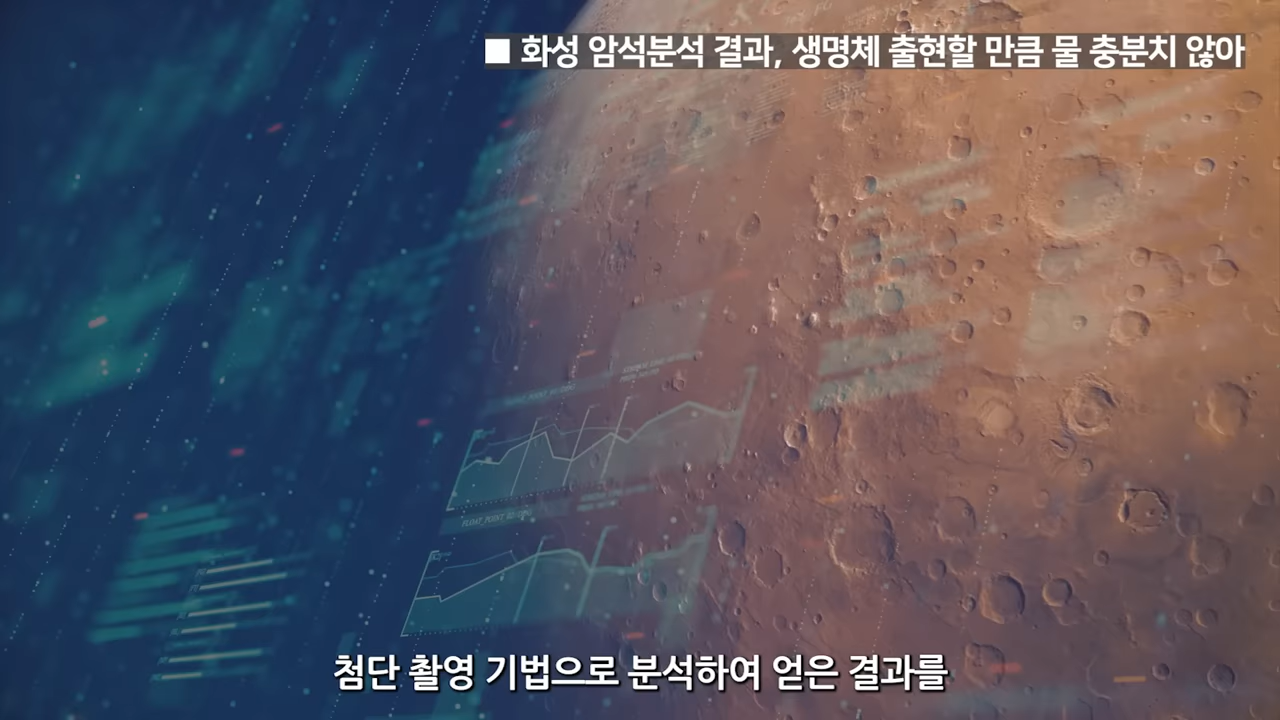 ■ 화성 암석분석 결과, 생명체 출현할 만큼 물 충분치 않아
첨단 촬영 기법으로 분석하여 얻은 결과를